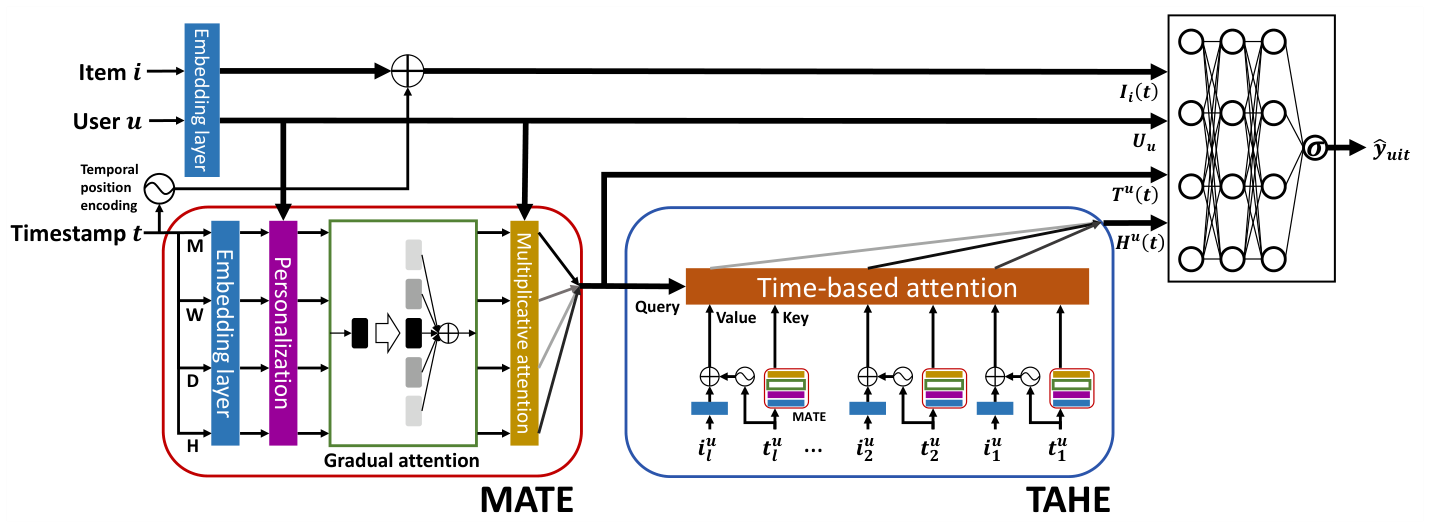 Item i
User u
Embedding layer
Temporal
position
encoding
Timestamp t
M
W
D
H
Embedding layer
Personalization
Gradual attention
Multiplicative attention
MATE
Query
Time-based attention
Value
Key
MATE
i_l^u
t_l^u
...
i_2^u
t_2^u
i_1^u
t_1^u
TAHE
I_i(t)
U_u
T^u(t)
H^u(t)
σ
ŷ_uit